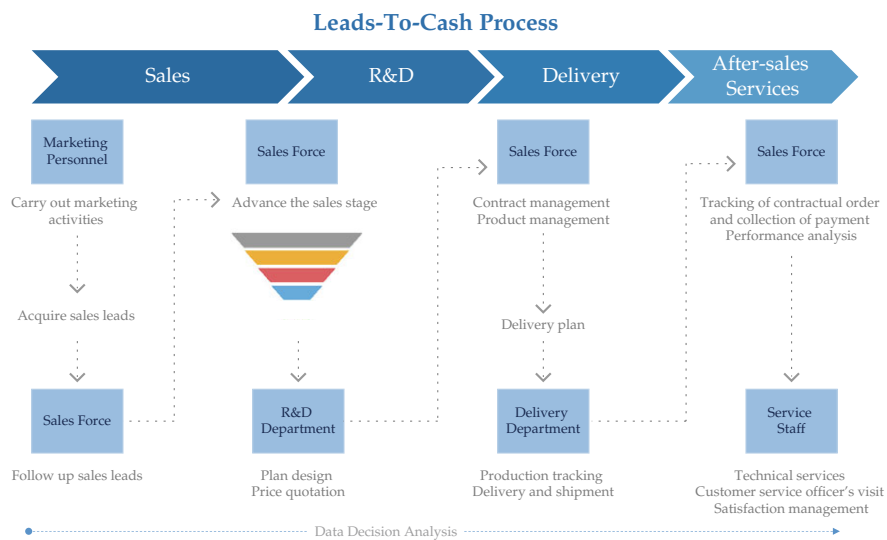 Leads-To-Cash Process
Sales
R&D
Delivery
After-sales
Services
Marketing
Personnel
Carry out marketing
activities
Acquire sales leads
Sales Force
Follow up sales leads
Sales Force
Advance the sales stage
R&D
Department
Plan design
Price quotation
Sales Force
Contract management
Product management
Delivery plan
Delivery
Department
Production tracking
Delivery and shipment
Sales Force
Tracking of contractual order
and collection of payment
Performance analysis
Service
Staff
Technical services
Customer service officer's visit
Satisfaction management
Data Decision Analysis